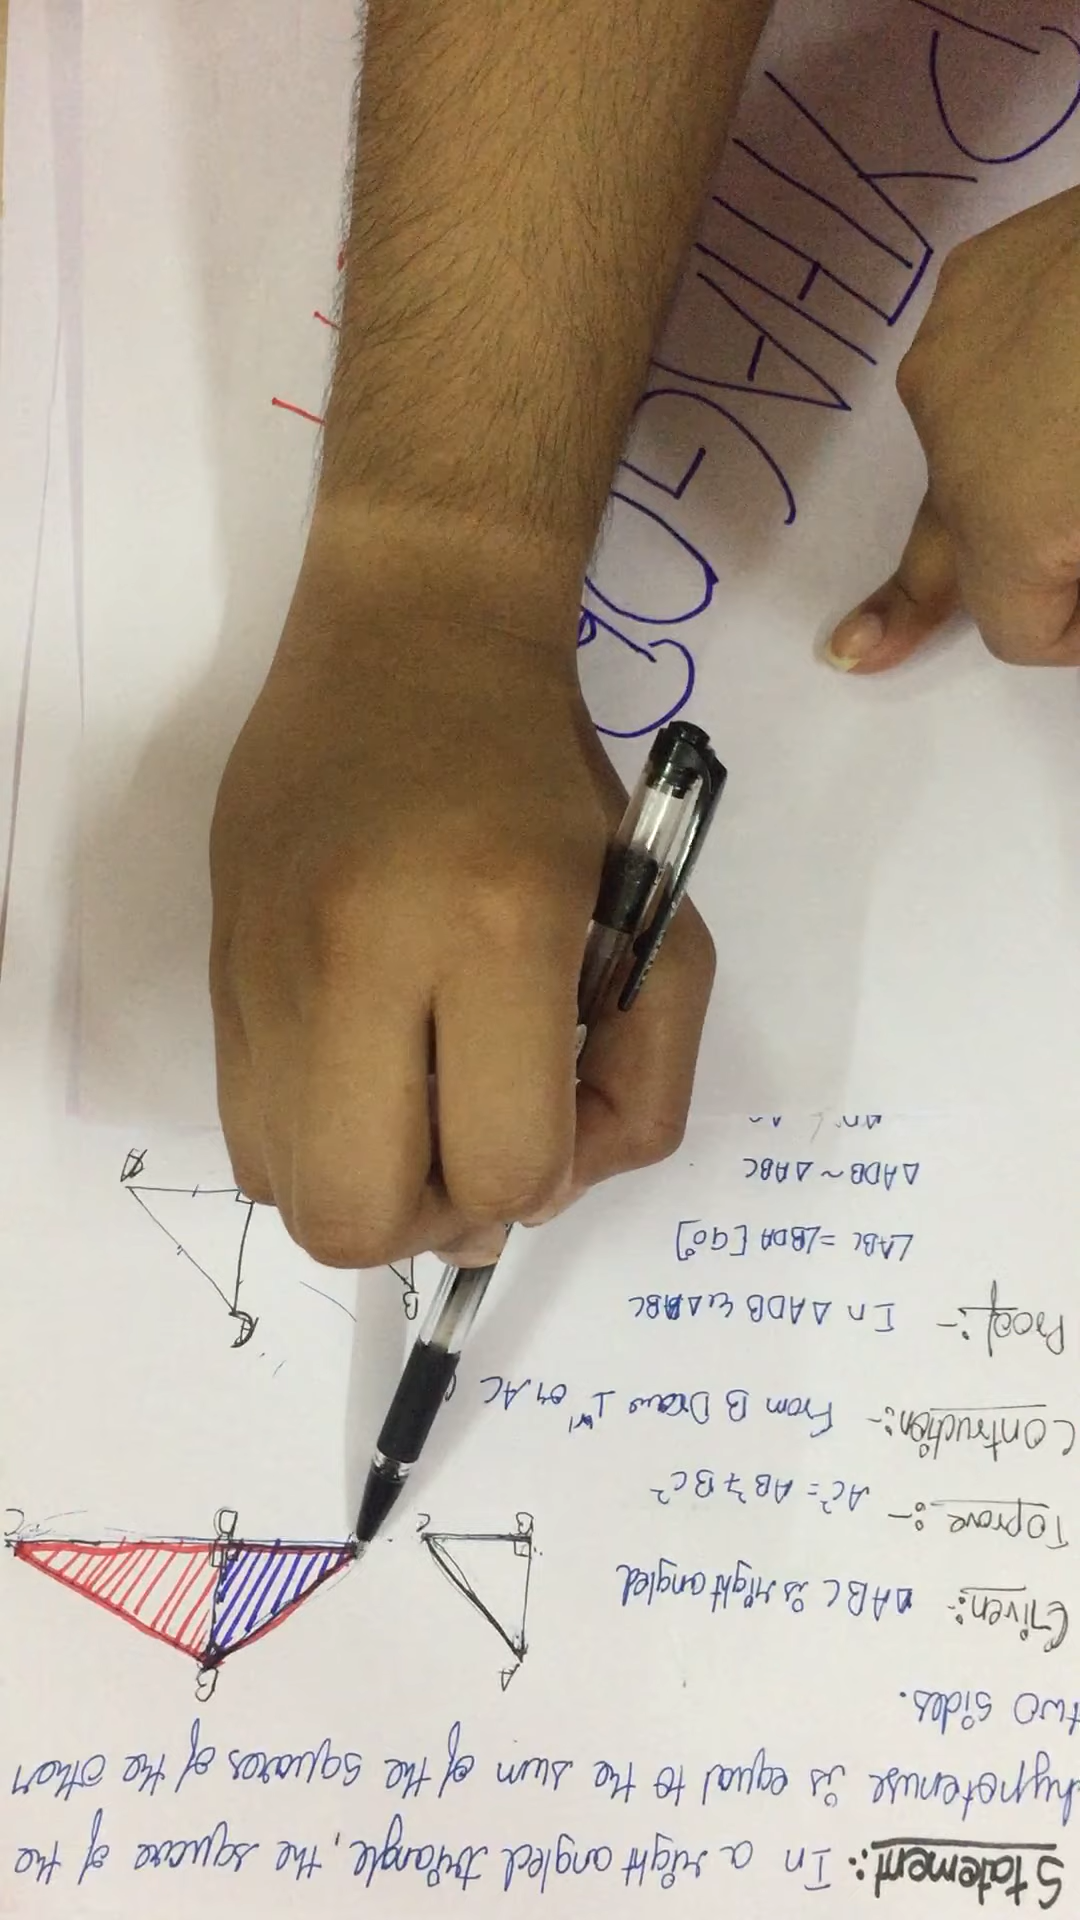 Statement:- In a right angled triangle, the square of the
hypotenuse is equal to the sum of the squares of the other
two sides.
Given:- ΔABC is right angled
To prove:- AC² = AB² + BC²
Contruction:- From B Draw ⊥ on AC
Proof:- In ΔADB & ΔABC
∠ABC = ∠BDA [90°]
ΔADB ~ ΔABC
A
B
C
B
D
C
B